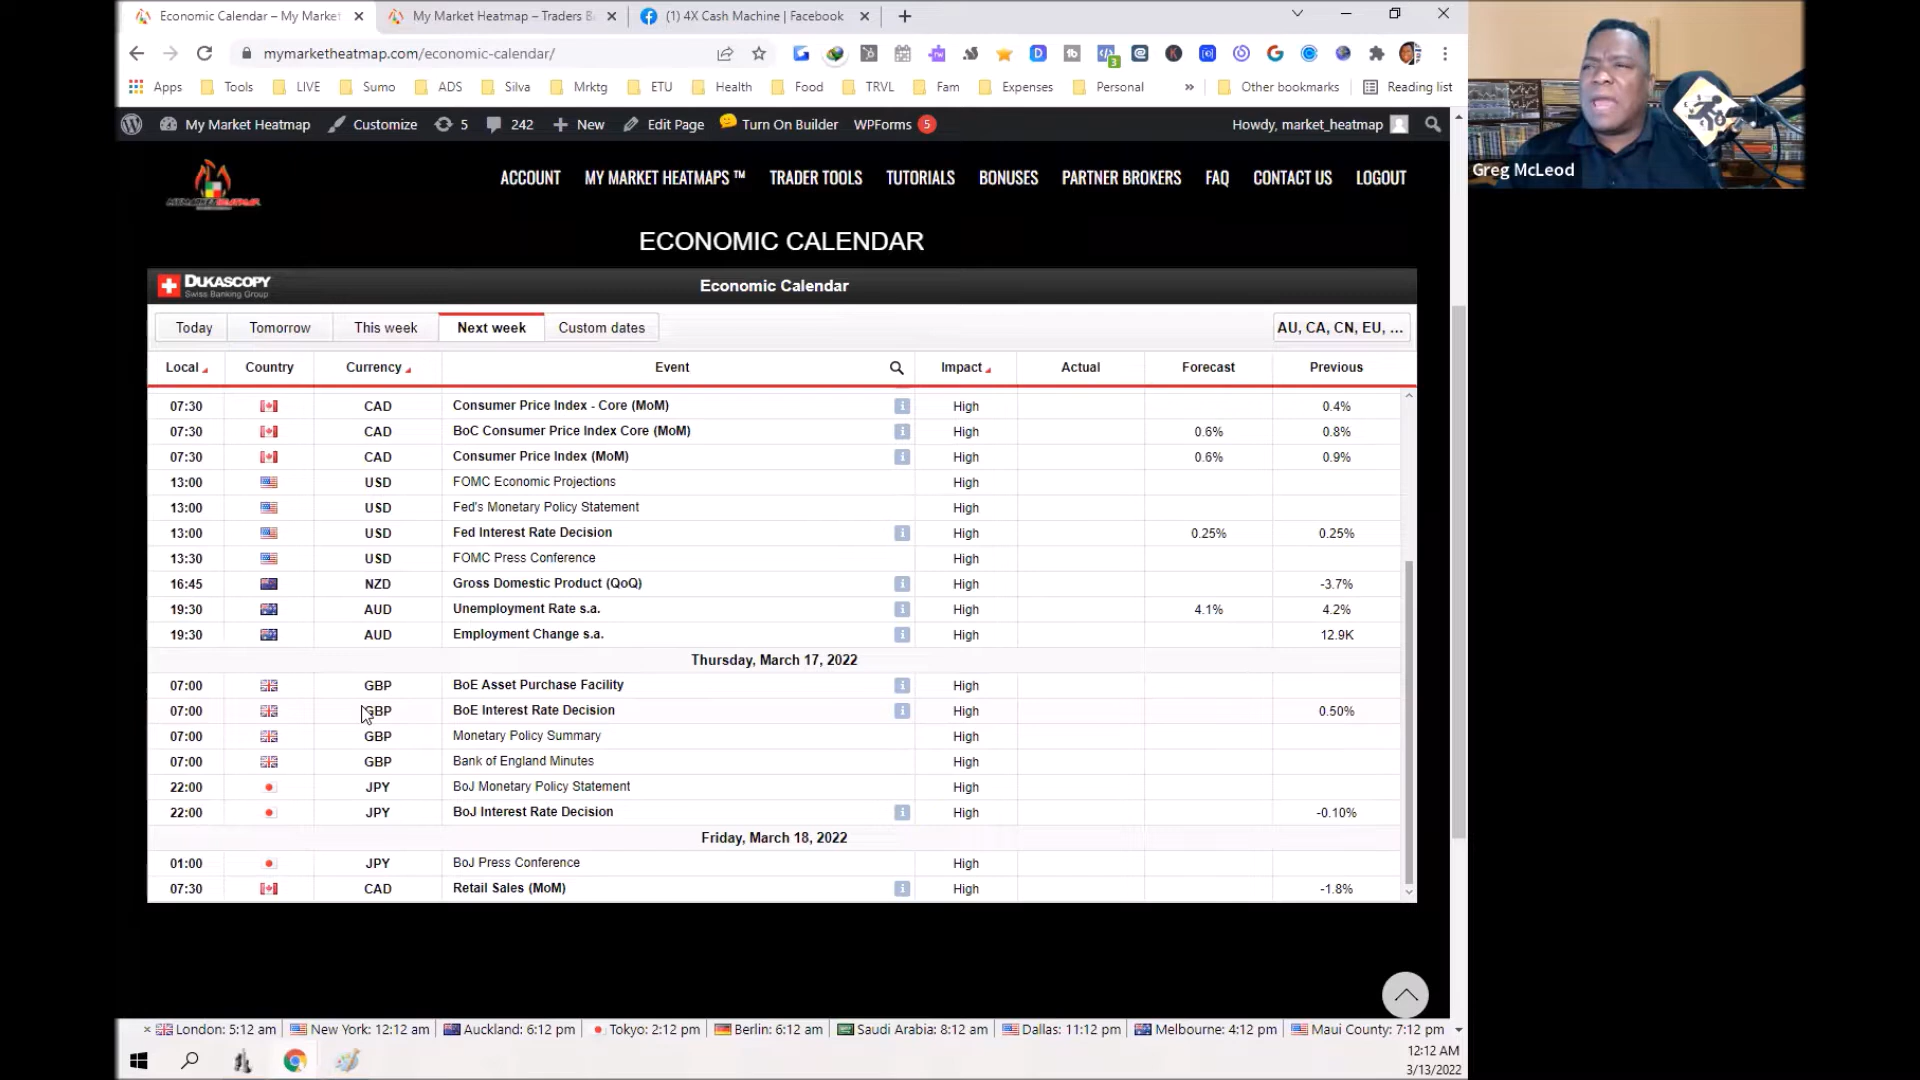 Economic Calendar – My Market
My Market Heatmap – Traders B
(1) 4X Cash Machine | Facebook
mymarketheatmap.com/economic-calendar/
3
Apps Tools LIVE Sumo ADS Silva Mrktg ETU Health Food TRVL Fam Expenses Personal » Other bookmarks Reading list
My Market Heatmap Customize 5 242 New Edit Page Turn On Builder WPForms 5 Howdy, market_heatmap
Greg McLeod
ACCOUNT MY MARKET HEATMAPS ™ TRADER TOOLS TUTORIALS BONUSES PARTNER BROKERS FAQ CONTACT US LOGOUT
ECONOMIC CALENDAR
DUKASCOPY
Swiss Banking Group
Economic Calendar
Today Tomorrow This week Next week Custom dates AU, CA, CN, EU, ...
Local Country Currency Event Impact Actual Forecast Previous
07:30 CAD Consumer Price Index - Core (MoM) High 0.4%
07:30 CAD BoC Consumer Price Index Core (MoM) High 0.6% 0.8%
07:30 CAD Consumer Price Index (MoM) High 0.6% 0.9%
13:00 USD FOMC Economic Projections High
13:00 USD Fed's Monetary Policy Statement High
13:00 USD Fed Interest Rate Decision High 0.25% 0.25%
13:30 USD FOMC Press Conference High
16:45 NZD Gross Domestic Product (QoQ) High -3.7%
19:30 AUD Unemployment Rate s.a. High 4.1% 4.2%
19:30 AUD Employment Change s.a. High 12.9K
Thursday, March 17, 2022
07:00 GBP BoE Asset Purchase Facility High
07:00 GBP BoE Interest Rate Decision High 0.50%
07:00 GBP Monetary Policy Summary High
07:00 GBP Bank of England Minutes High
22:00 JPY BoJ Monetary Policy Statement High
22:00 JPY BoJ Interest Rate Decision High -0.10%
Friday, March 18, 2022
01:00 JPY BoJ Press Conference High
07:30 CAD Retail Sales (MoM) High -1.8%
London: 5:12 am New York: 12:12 am Auckland: 6:12 pm Tokyo: 2:12 pm Berlin: 6:12 am Saudi Arabia: 8:12 am Dallas: 11:12 pm Melbourne: 4:12 pm Maui County: 7:12 pm
12:12 AM
3/13/2022